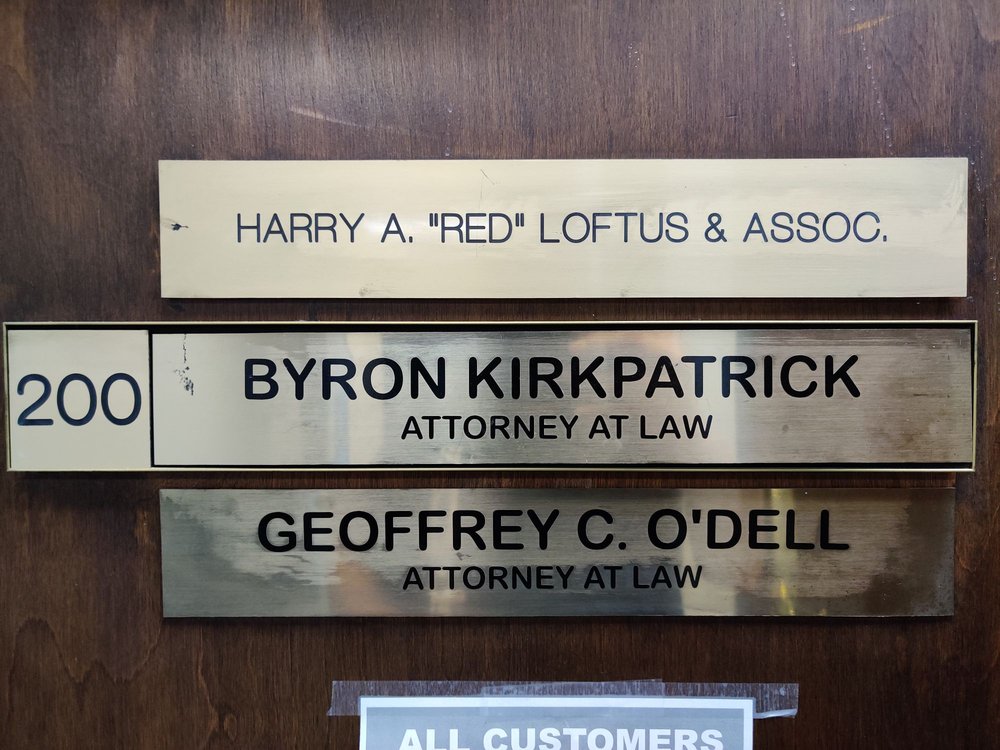 HARRY A. "RED" LOFTUS & ASSOC.
200
BYRON KIRKPATRICK
ATTORNEY AT LAW
GEOFFREY C. O'DELL
ATTORNEY AT LAW
ALL CUSTOMERS